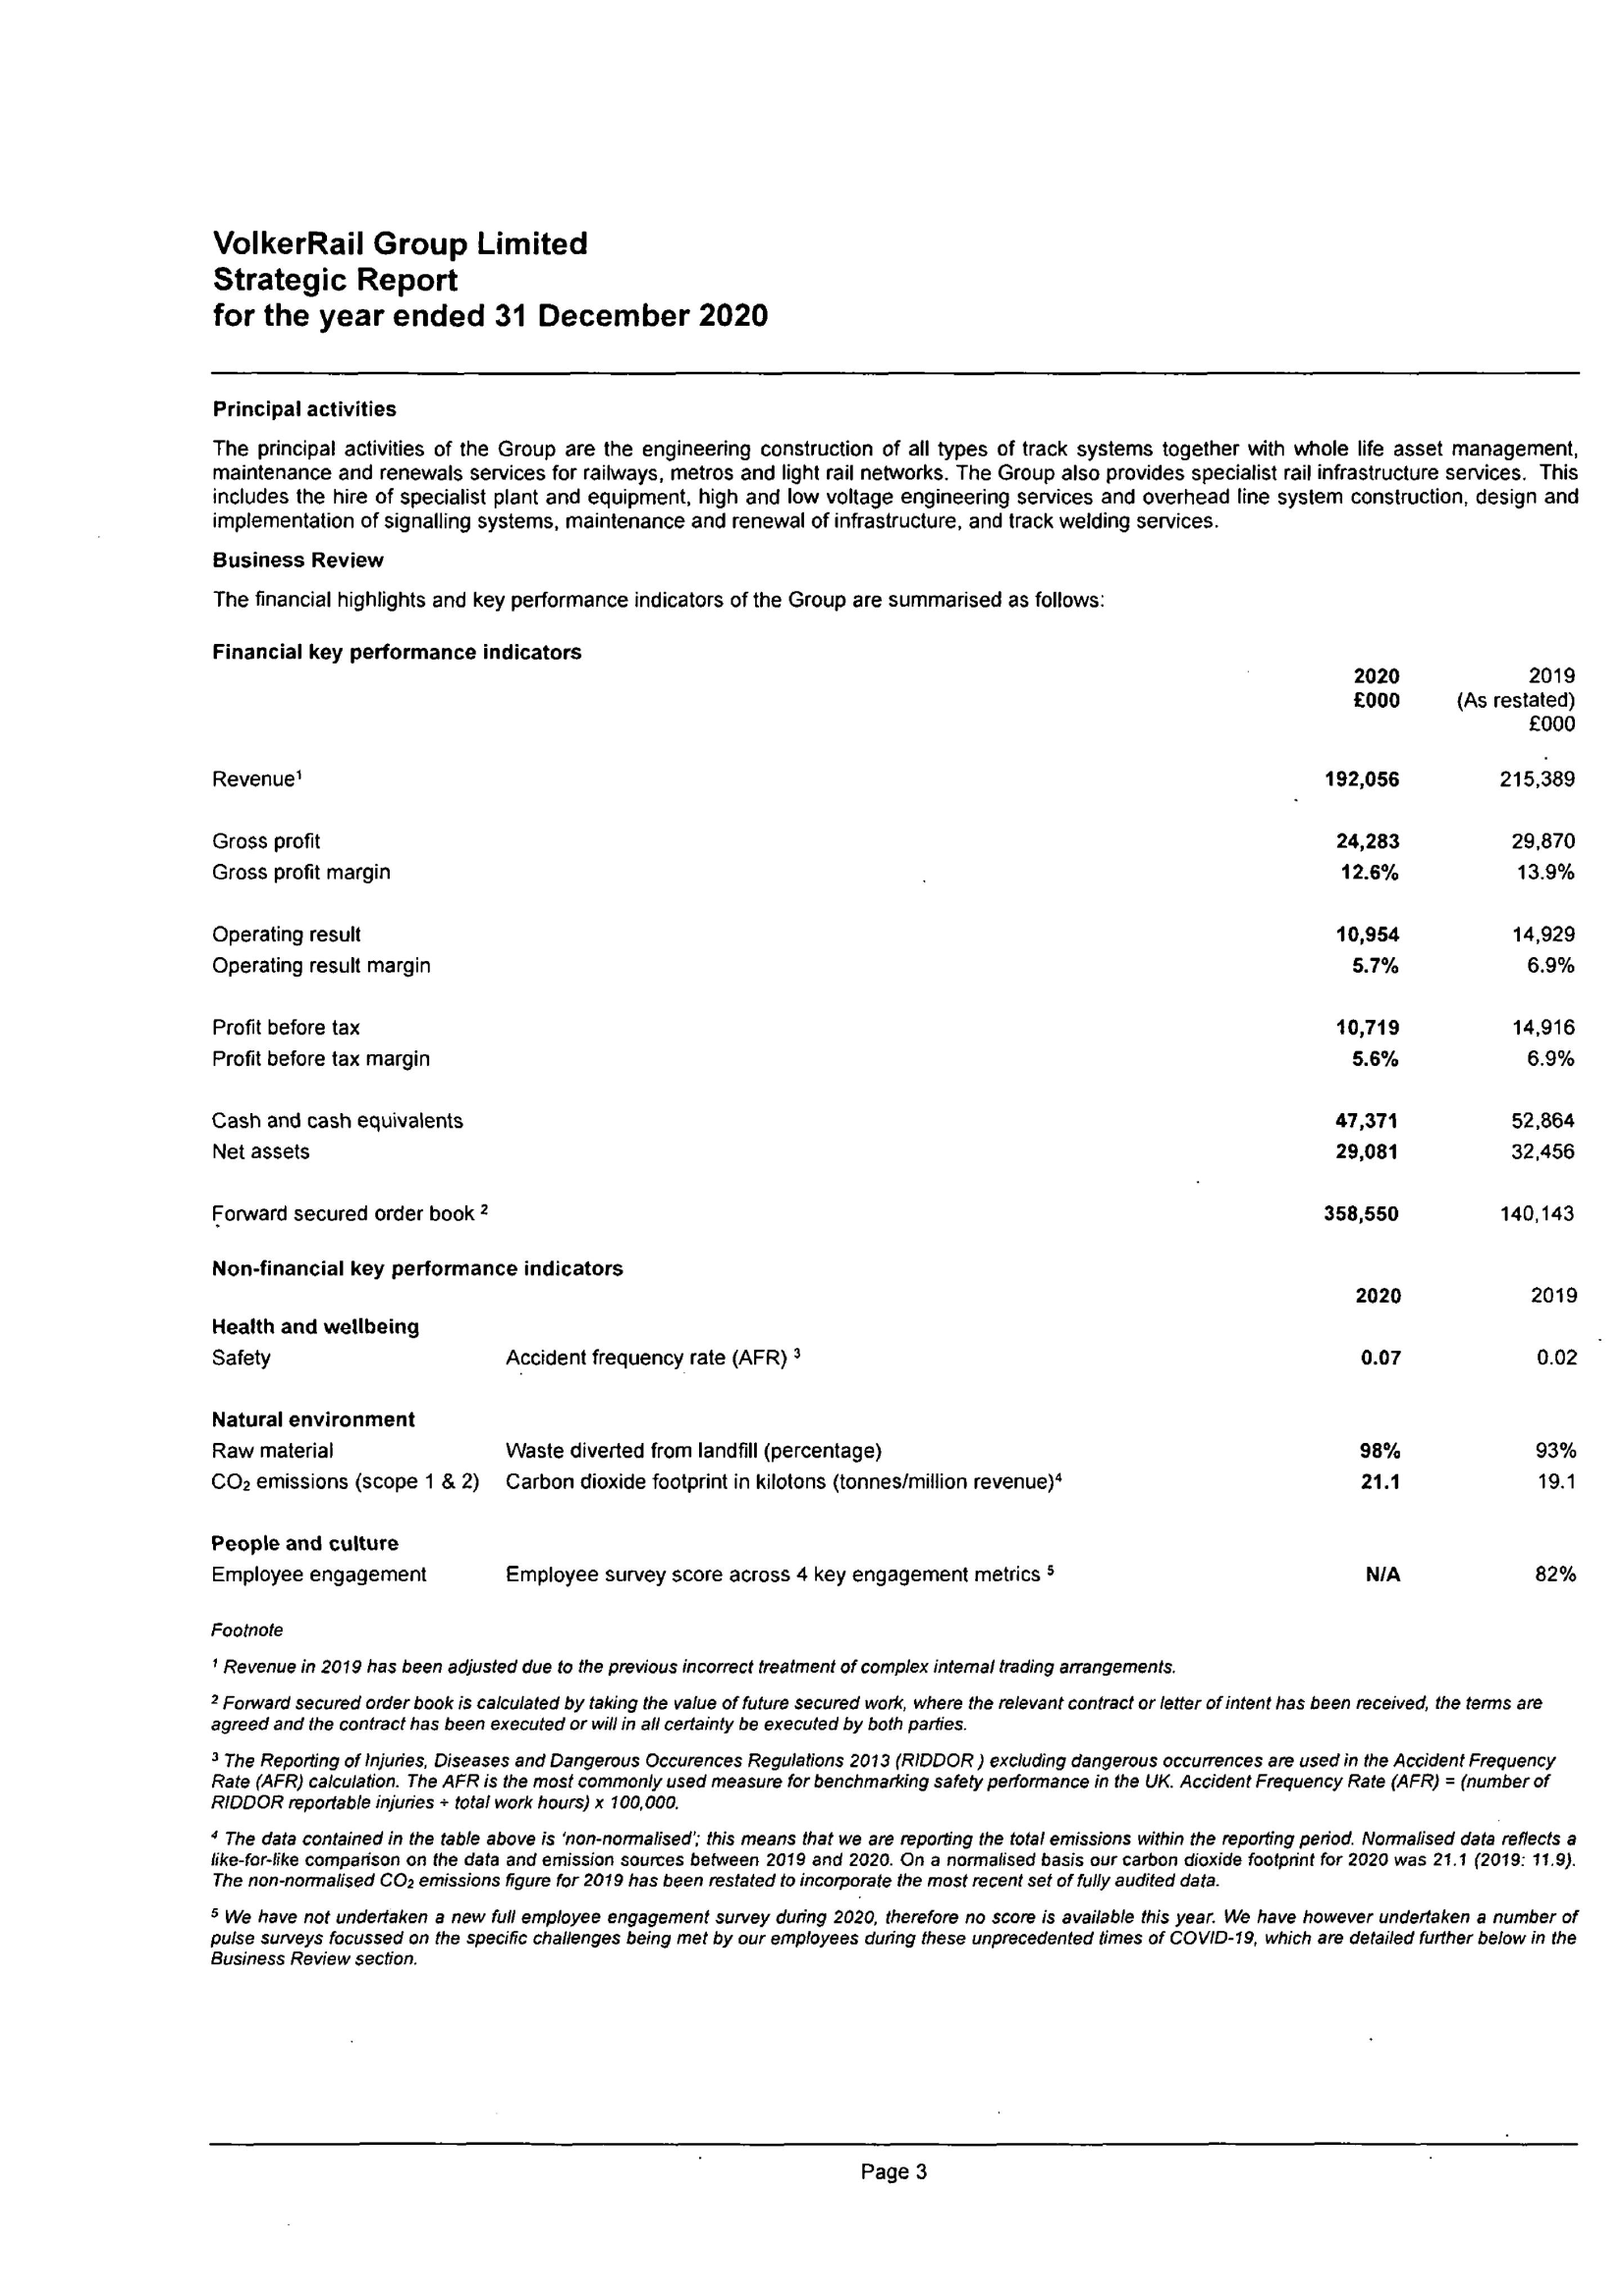 VolkerRail Group Limited
Strategic Report
for the year ended 31 December 2020
Principal activities
The principal activities of the Group are the engineering construction of all types of track systems together with whole life asset management,
maintenance and renewals services for railways, metros and light rail networks. The Group also provides specialist rail infrastructure services. This
includes the hire of specialist plant and equipment, high and low voltage engineering services and overhead line system construction, design and
implementation of signalling systems, maintenance and renewal of infrastructure, and track welding services.
Business Review
The financial highlights and key performance indicators of the Group are summarised as follows:
Financial key performance indicators
2020 2019
£000 (As restated)
£000
Revenue¹ 192,056 215,389
Gross profit 24,283 29,870
Gross profit margin 12.6% 13.9%
Operating result 10,954 14,929
Operating result margin 5.7% 6.9%
Profit before tax 10,719 14,916
Profit before tax margin 5.6% 6.9%
Cash and cash equivalents 47,371 52,864
Net assets 29,081 32,456
Forward secured order book ² 358,550 140,143
Non-financial key performance indicators
2020 2019
Health and wellbeing
Safety Accident frequency rate (AFR) ³ 0.07 0.02
Natural environment
Raw material Waste diverted from landfill (percentage) 98% 93%
CO₂ emissions (scope 1 & 2) Carbon dioxide footprint in kilotons (tonnes/million revenue)⁴ 21.1 19.1
People and culture
Employee engagement Employee survey score across 4 key engagement metrics ⁵ N/A 82%
Footnote
¹ Revenue in 2019 has been adjusted due to the previous incorrect treatment of complex internal trading arrangements.
² Forward secured order book is calculated by taking the value of future secured work, where the relevant contract or letter of intent has been received, the terms are
agreed and the contract has been executed or will in all certainty be executed by both parties.
³ The Reporting of Injuries, Diseases and Dangerous Occurences Regulations 2013 (RIDDOR ) excluding dangerous occurrences are used in the Accident Frequency
Rate (AFR) calculation. The AFR is the most commonly used measure for benchmarking safety performance in the UK. Accident Frequency Rate (AFR) = (number of
RIDDOR reportable injuries ÷ total work hours) x 100,000.
⁴ The data contained in the table above is 'non-normalised'; this means that we are reporting the total emissions within the reporting period. Normalised data reflects a
like-for-like comparison on the data and emission sources between 2019 and 2020. On a normalised basis our carbon dioxide footprint for 2020 was 21.1 (2019: 11.9).
The non-normalised CO₂ emissions figure for 2019 has been restated to incorporate the most recent set of fully audited data.
⁵ We have not undertaken a new full employee engagement survey during 2020, therefore no score is available this year. We have however undertaken a number of
pulse surveys focussed on the specific challenges being met by our employees during these unprecedented times of COVID-19, which are detailed further below in the
Business Review section.
Page 3